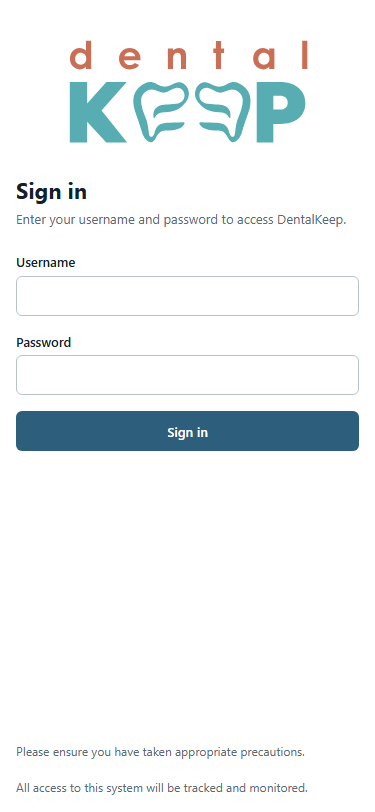 dental
KEEP
Sign in
Enter your username and password to access DentalKeep.
Username
Password
Sign in
Please ensure you have taken appropriate precautions.
All access to this system will be tracked and monitored.